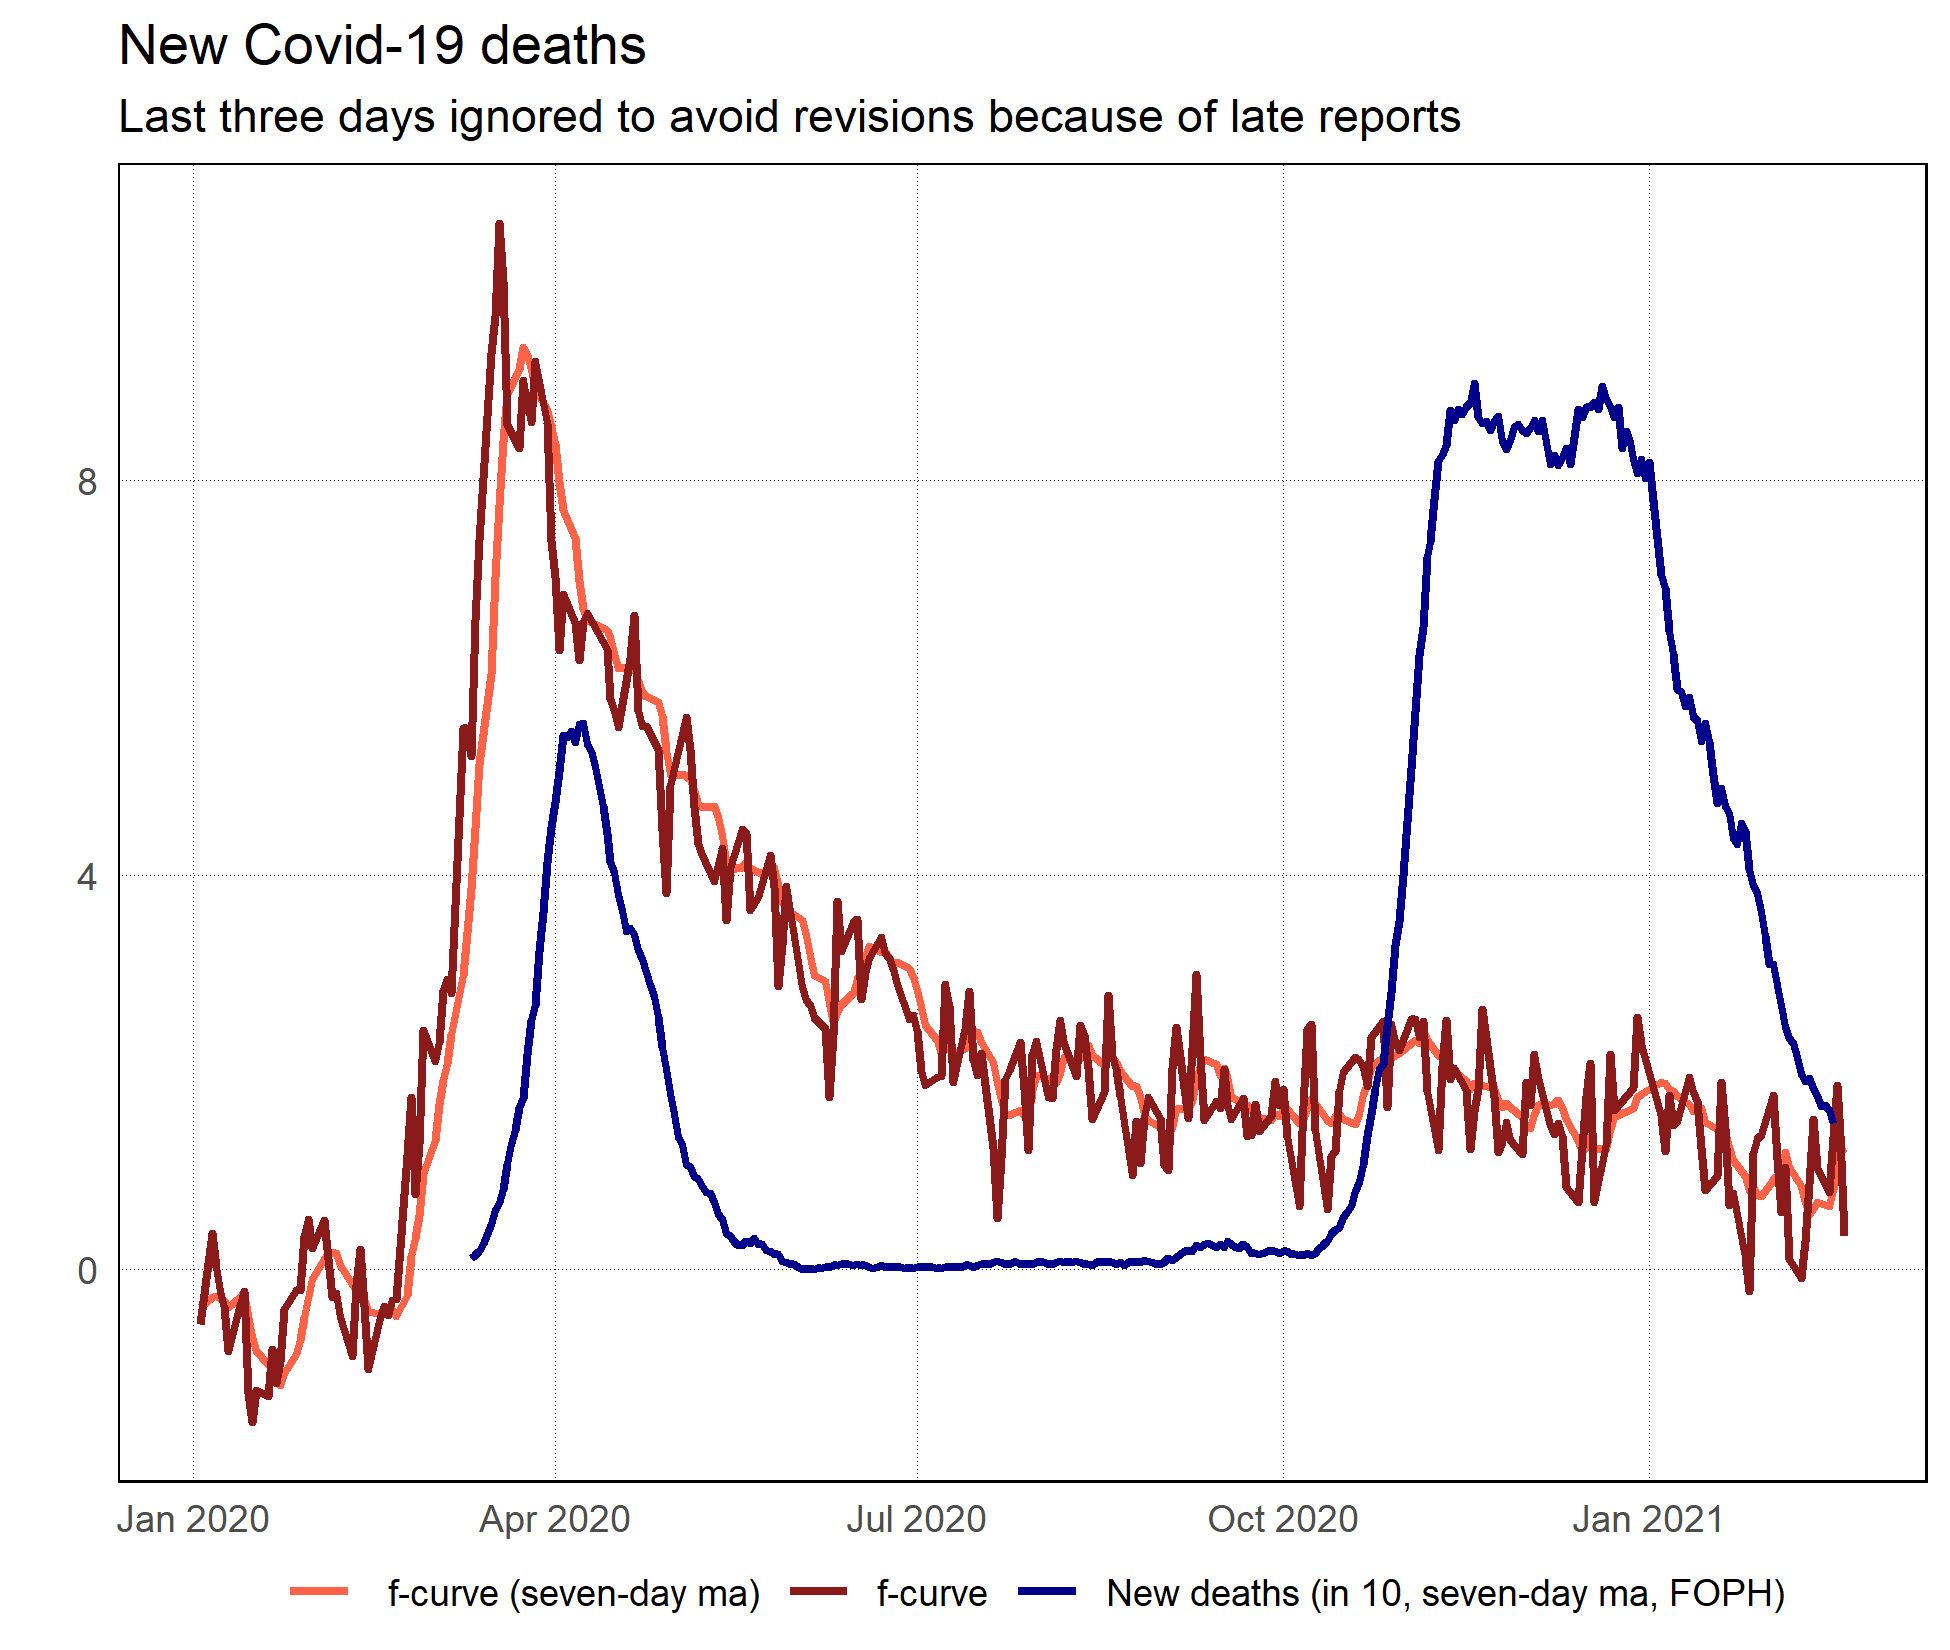 New Covid-19 deaths
Last three days ignored to avoid revisions because of late reports
8
4
0
Jan 2020 Apr 2020 Jul 2020 Oct 2020 Jan 2021
f-curve (seven-day ma) f-curve New deaths (in 10, seven-day ma, FOPH)